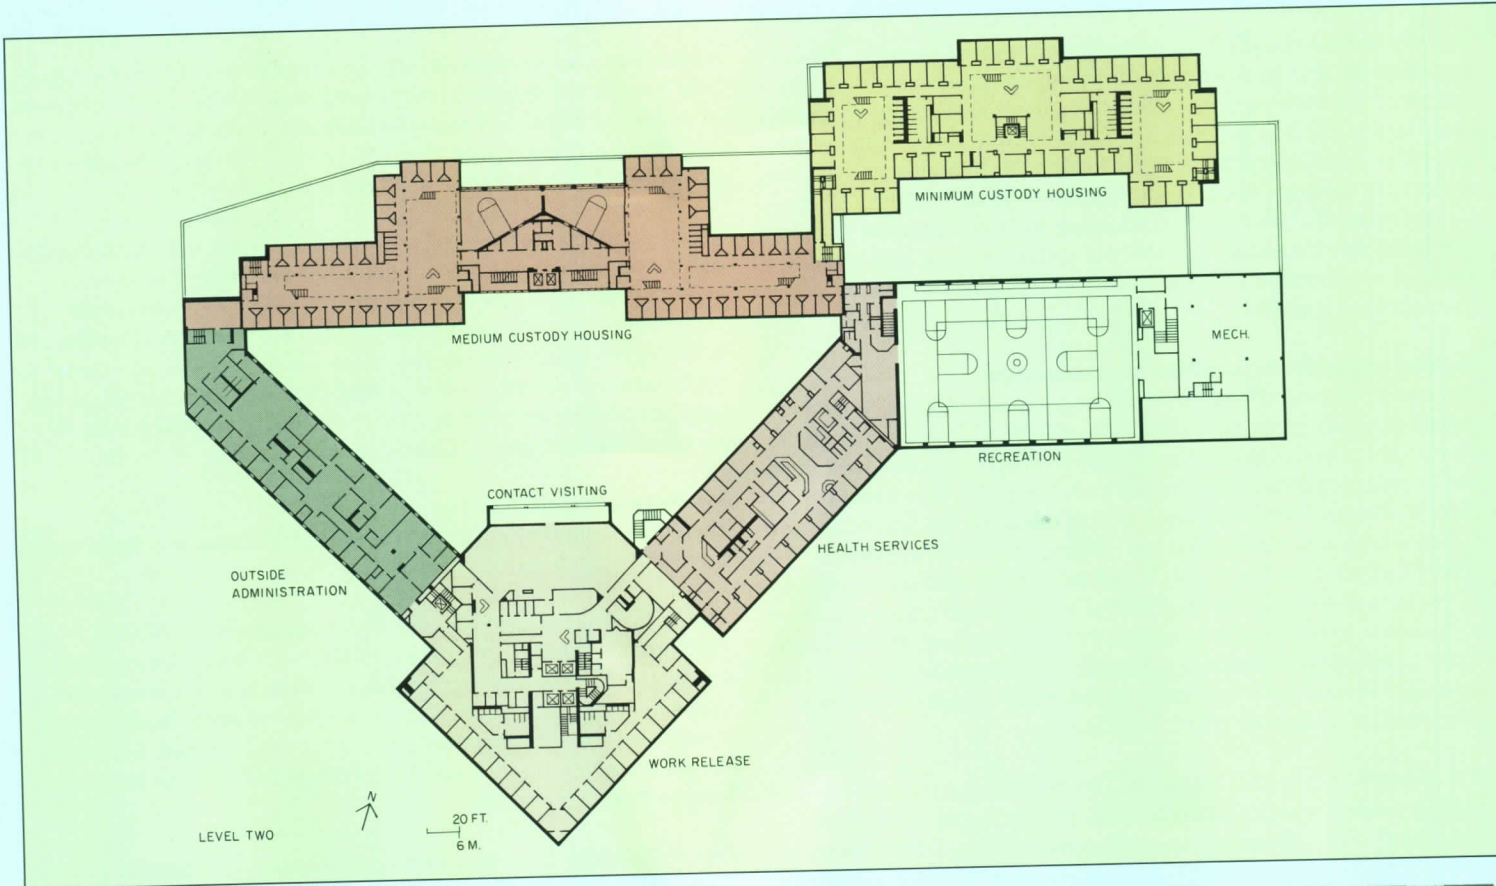 MINIMUM CUSTODY HOUSING
MEDIUM CUSTODY HOUSING
MECH.
RECREATION
CONTACT VISITING
HEALTH SERVICES
OUTSIDE
ADMINISTRATION
WORK RELEASE
N
20 FT.
6 M.
LEVEL TWO